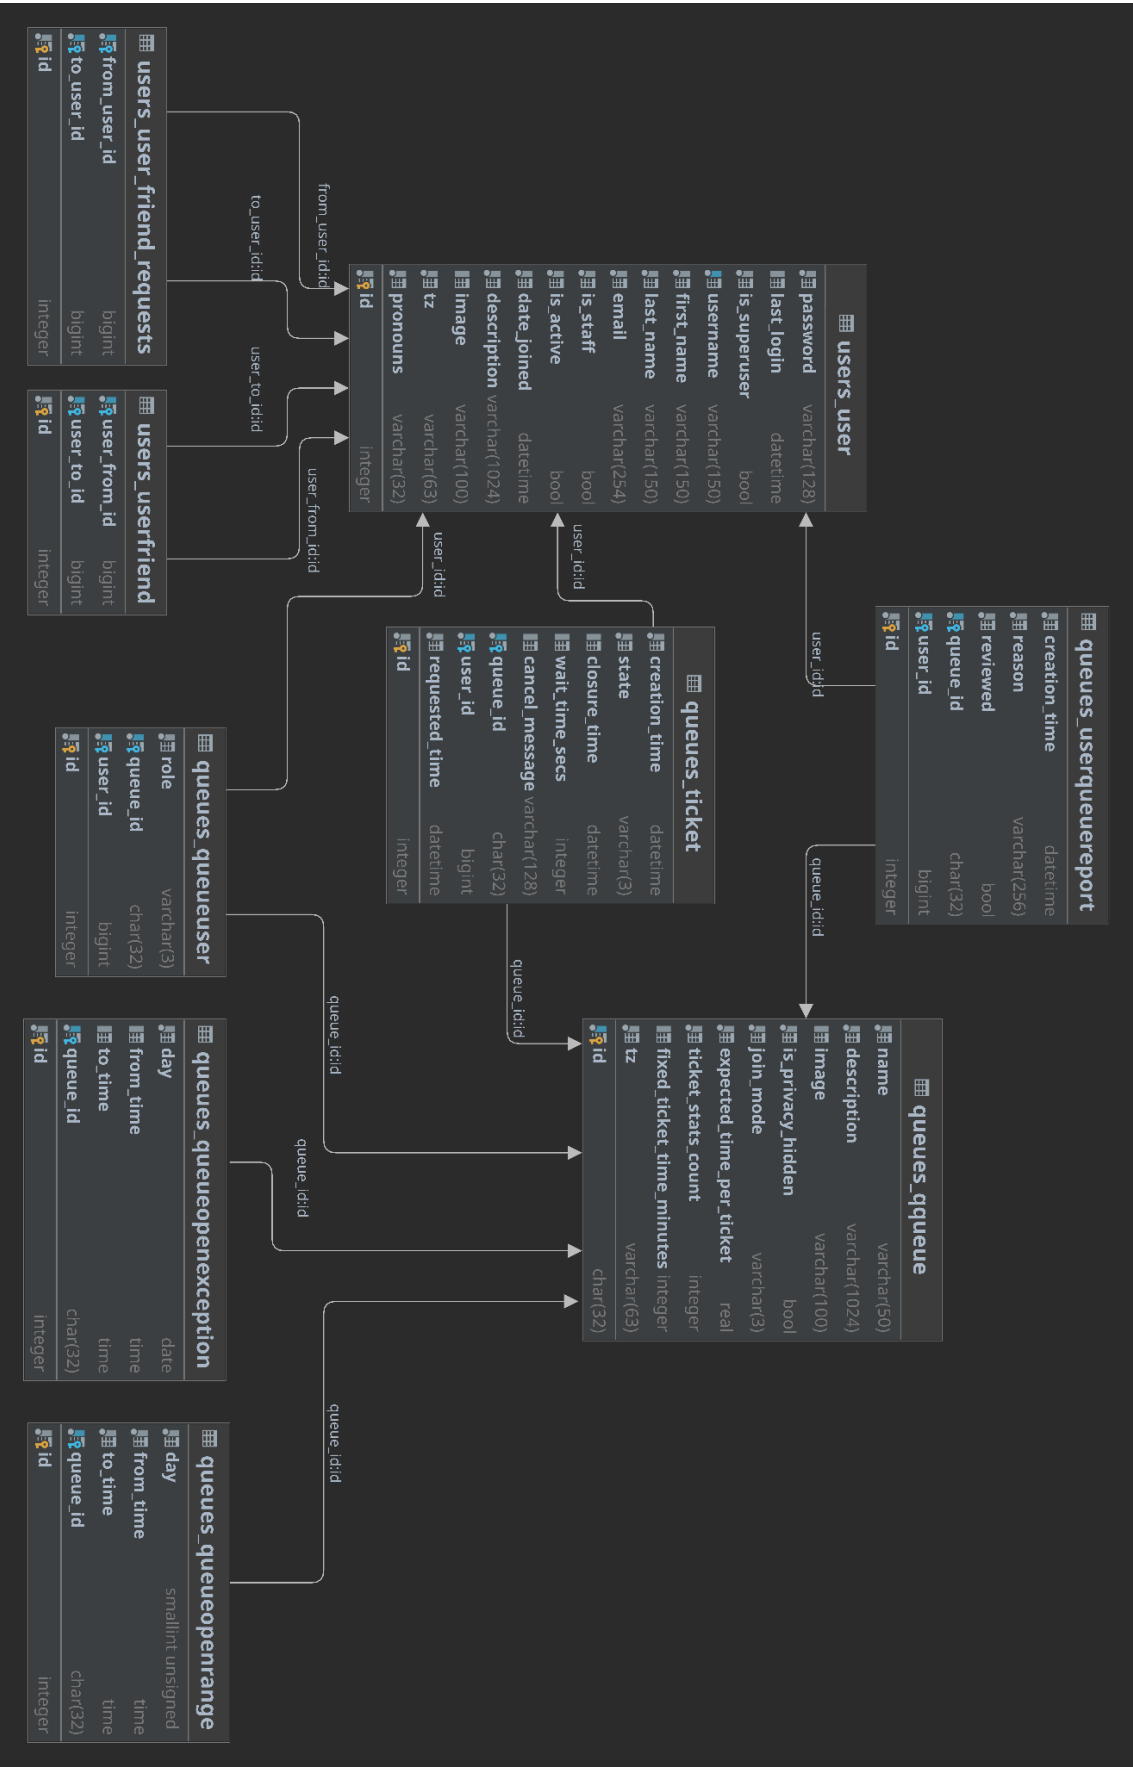 queues_userqueuereport
creation_time datetime
reason varchar(256)
reviewed bool
queue_id char(32)
user_id bigint
id integer
user_id:id
queue_id:id
users_user
password varchar(128)
last_login datetime
is_superuser bool
username varchar(150)
first_name varchar(150)
last_name varchar(150)
email varchar(254)
is_staff bool
is_active bool
date_joined datetime
description varchar(1024)
image varchar(100)
tz varchar(63)
pronouns varchar(32)
id integer
queues_qqueue
name varchar(50)
description varchar(1024)
image varchar(100)
is_privacy_hidden bool
join_mode varchar(3)
expected_time_per_ticket real
ticket_stats_count integer
fixed_ticket_time_minutes integer
tz varchar(63)
id char(32)
queues_ticket
creation_time datetime
state varchar(3)
closure_time datetime
wait_time_secs integer
cancel_message varchar(128)
queue_id char(32)
user_id bigint
requested_time datetime
id integer
user_id:id
queue_id:id
user_id:id
from_user_id:id
to_user_id:id
user_to_id:id
user_from_id:id
queue_id:id
queue_id:id
queue_id:id
users_user_friend_requests
from_user_id bigint
to_user_id bigint
id integer
users_userfriend
user_from_id bigint
user_to_id bigint
id integer
queues_queueuser
role varchar(3)
queue_id char(32)
user_id bigint
id integer
queues_queueopenexception
day date
from_time time
to_time time
queue_id char(32)
id integer
queues_queueopenrange
day smallint unsigned
from_time time
to_time time
queue_id char(32)
id integer